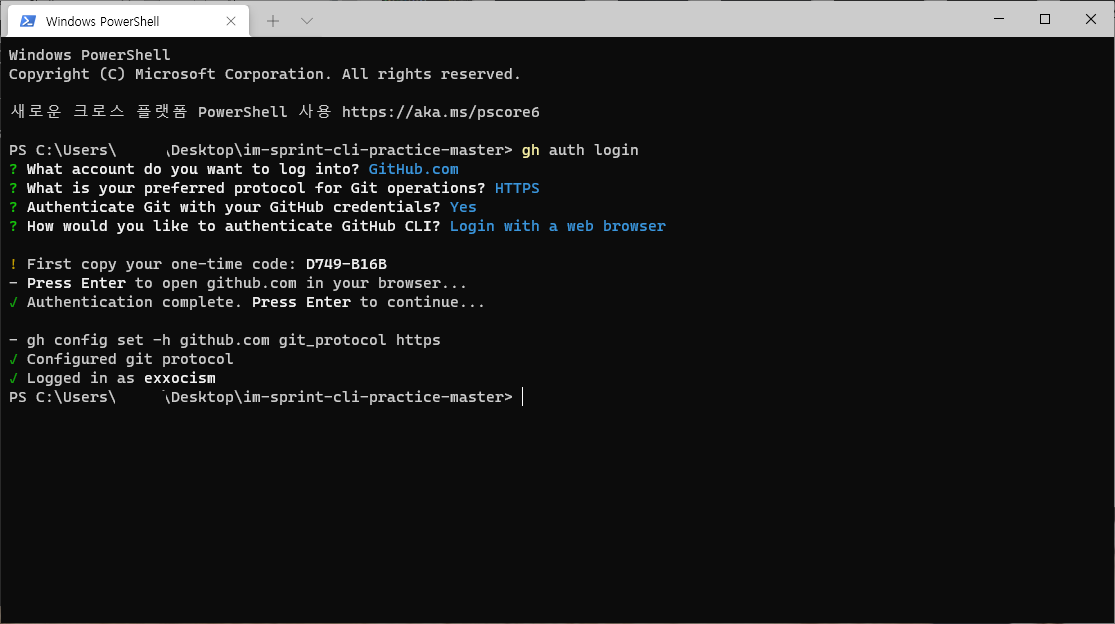 Windows PowerShell
Windows PowerShell
Copyright (C) Microsoft Corporation. All rights reserved.
새로운 크로스 플랫폼 PowerShell 사용 https://aka.ms/pscore6
PS C:\Users\ \Desktop\im-sprint-cli-practice-master> gh auth login
? What account do you want to log into? GitHub.com
? What is your preferred protocol for Git operations? HTTPS
? Authenticate Git with your GitHub credentials? Yes
? How would you like to authenticate GitHub CLI? Login with a web browser
! First copy your one-time code: D749-B16B
- Press Enter to open github.com in your browser...
✓ Authentication complete. Press Enter to continue...
- gh config set -h github.com git_protocol https
✓ Configured git protocol
✓ Logged in as exxocism
PS C:\Users\ \Desktop\im-sprint-cli-practice-master>